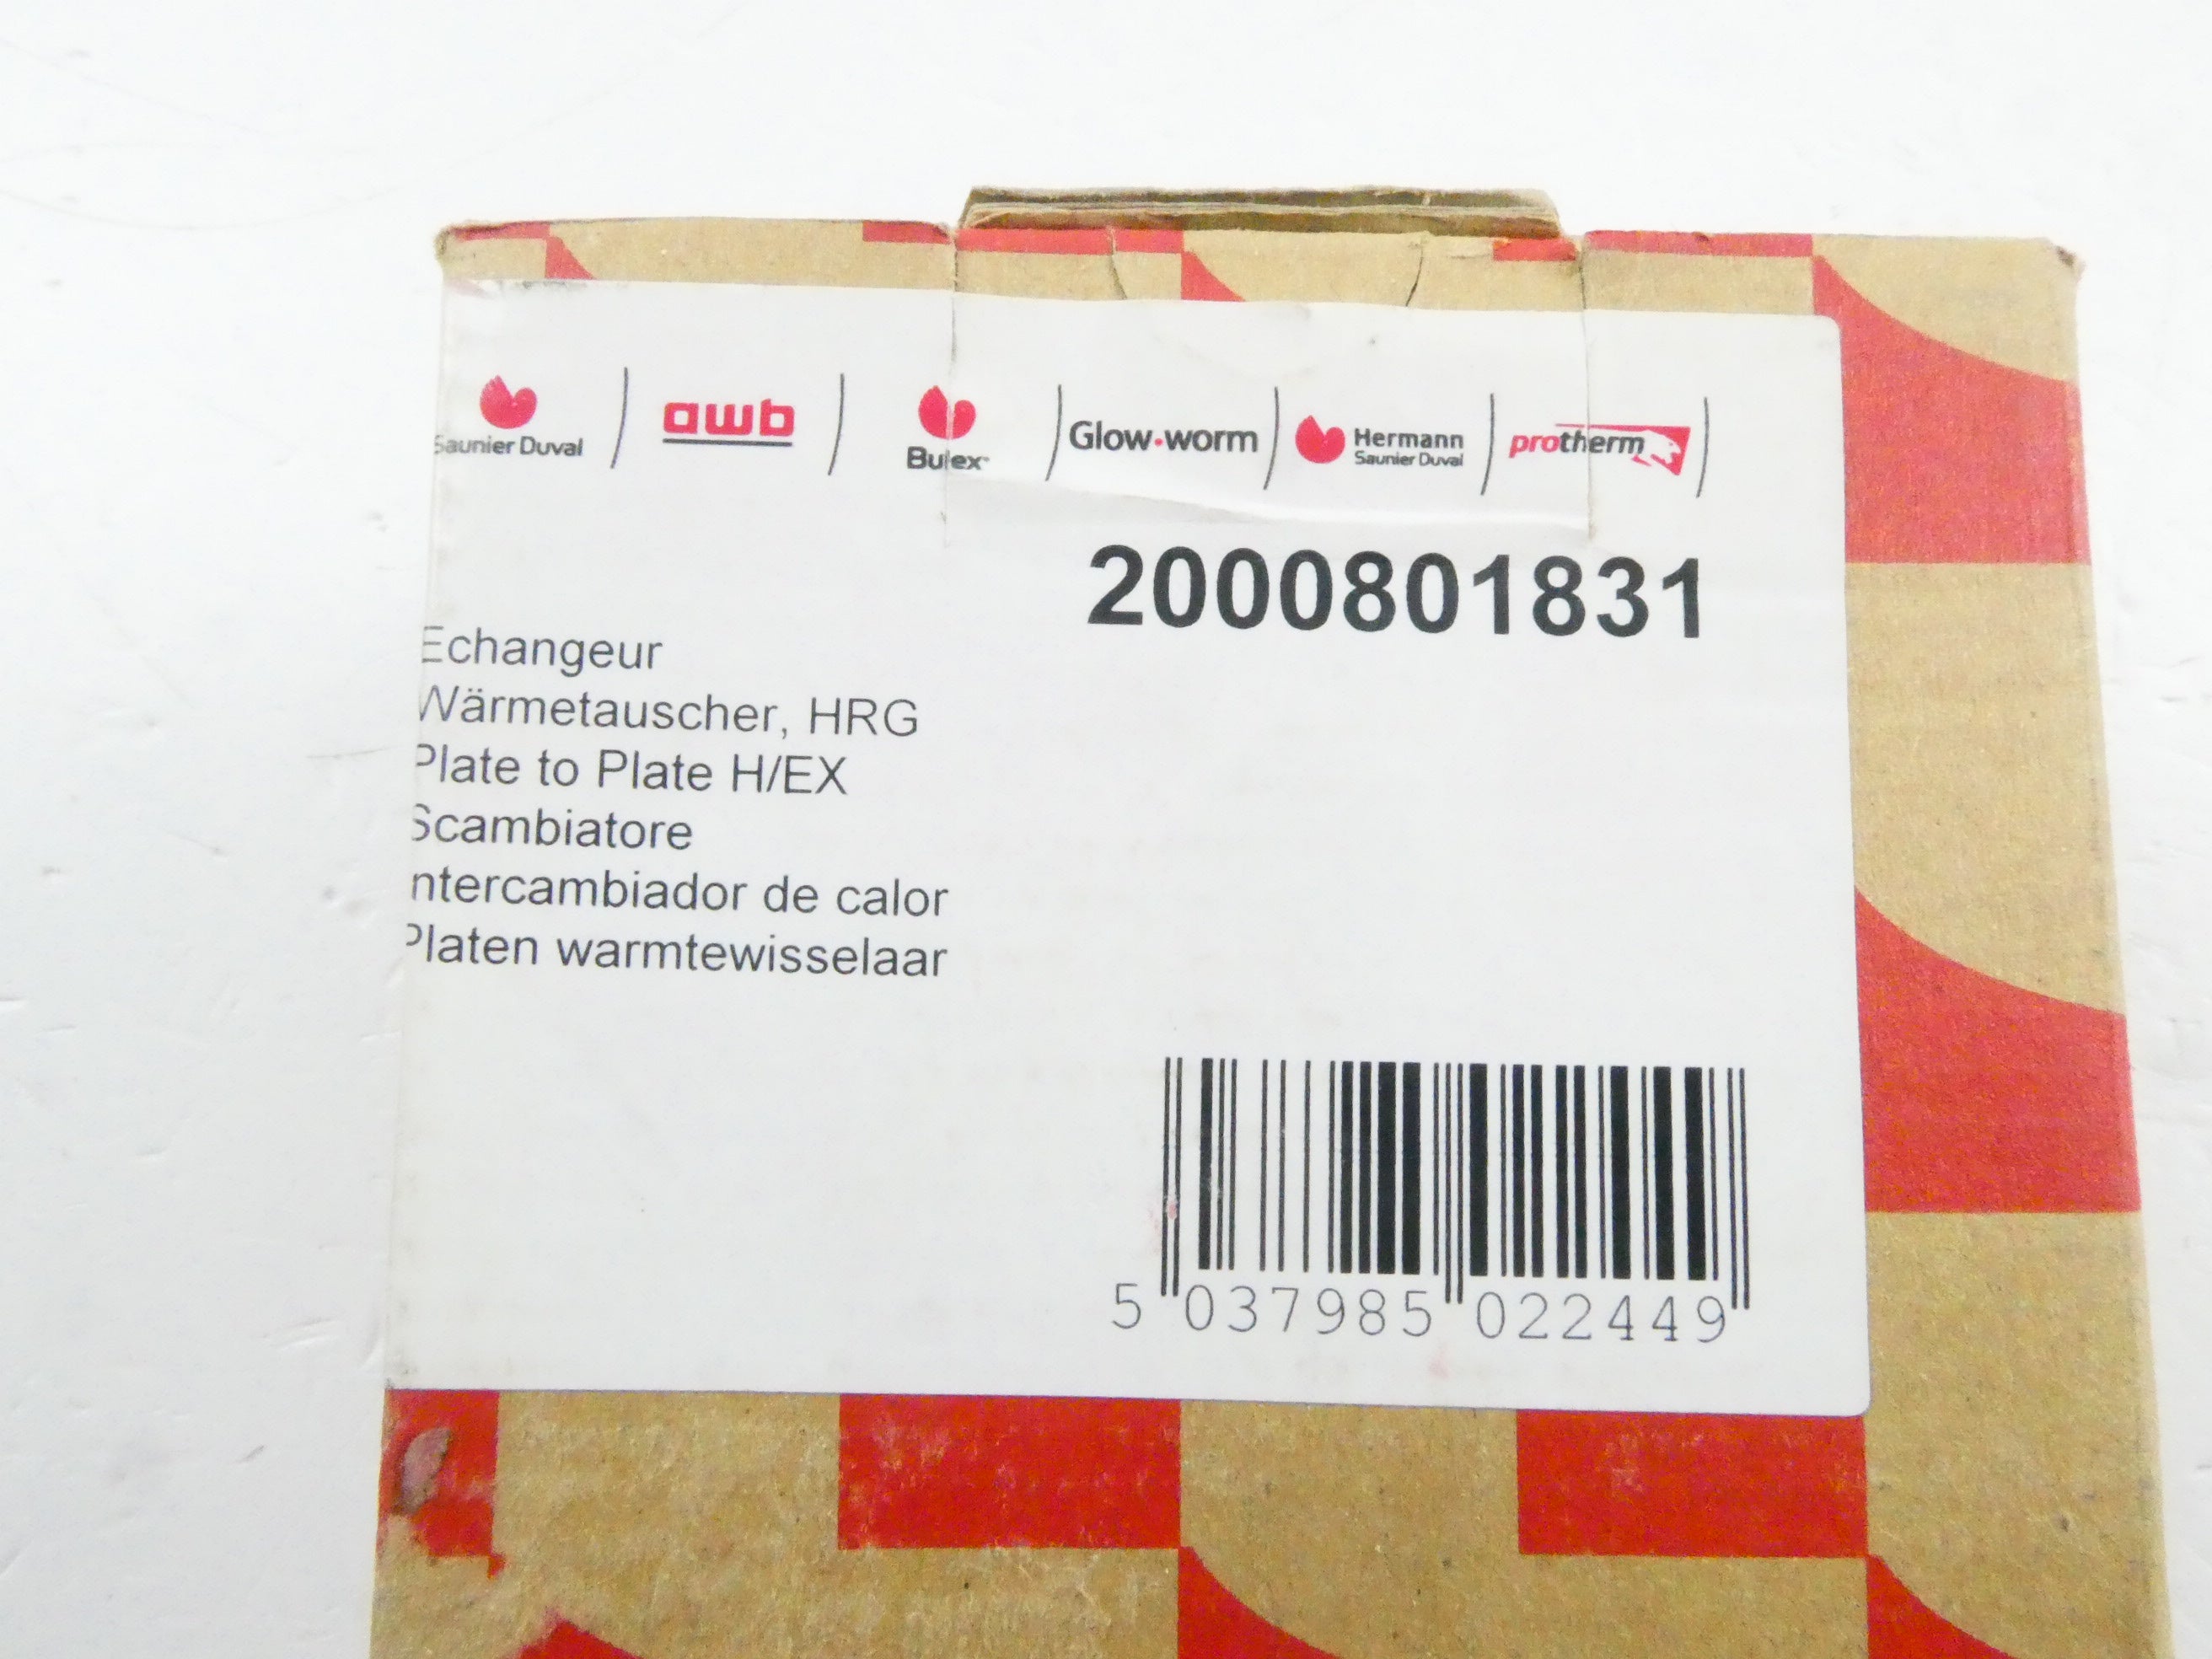 Saunier Duval awb Bulex Glow-worm Hermann Saunier Duval protherm
2000801831
Echangeur
Wärmetauscher, HRG
Plate to Plate H/EX
Scambiatore
Intercambiador de calor
Platen warmtewisselaar
5 037985 022449